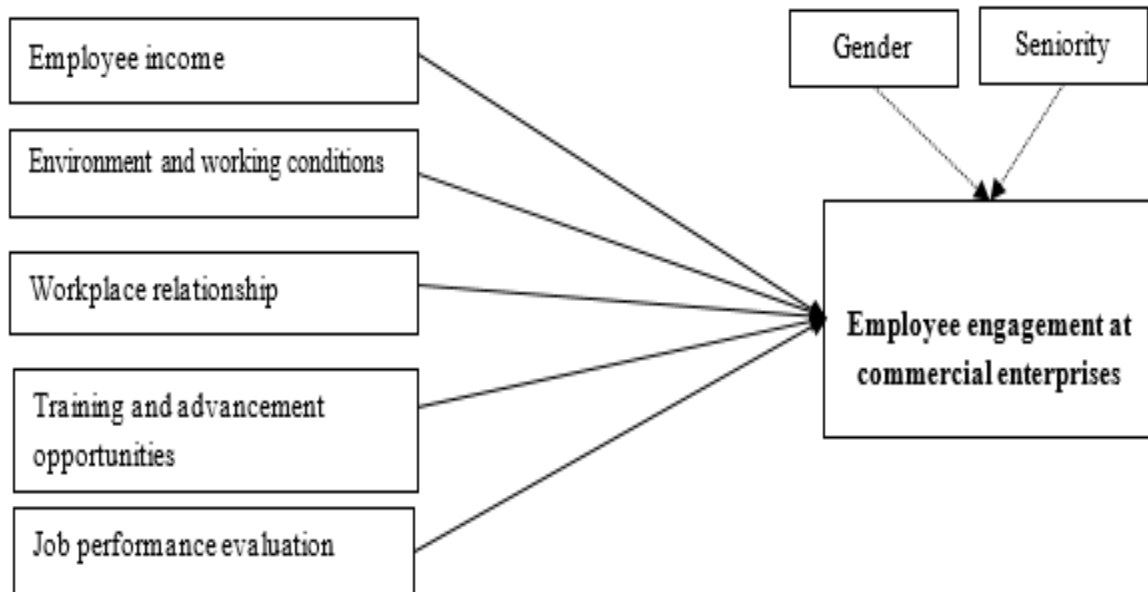 Employee income
Environment and working conditions
Workplace relationship
Training and advancement
opportunities
Job performance evaluation
Gender
Seniority
Employee engagement at
commercial enterprises